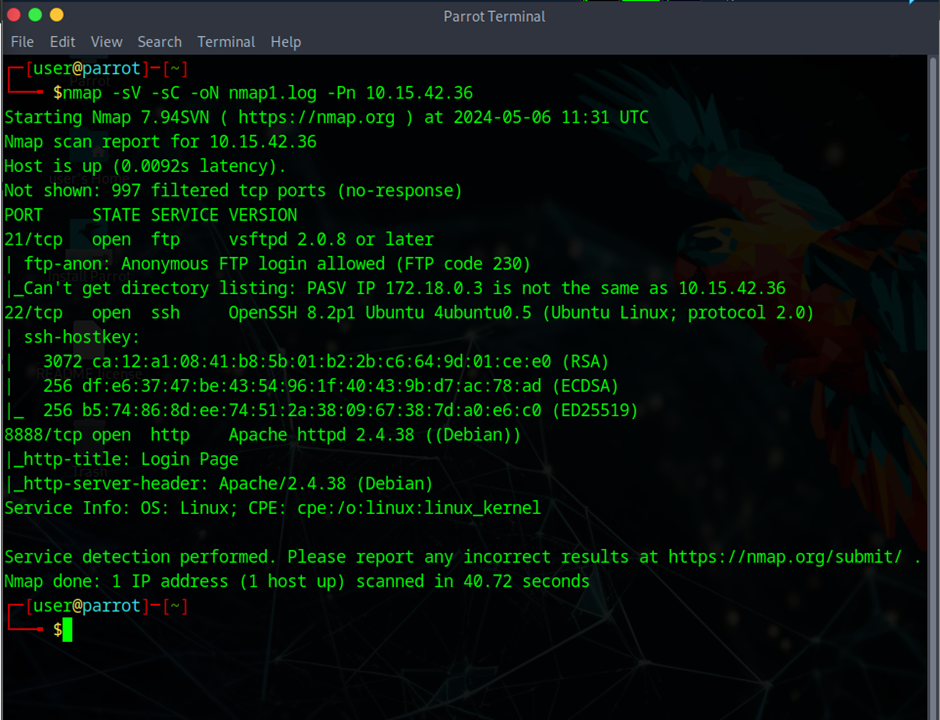 Parrot Terminal
File Edit View Search Terminal Help
┌─[user@parrot]─[~]
└──╼ $nmap -sV -sC -oN nmap1.log -Pn 10.15.42.36
Starting Nmap 7.94SVN ( https://nmap.org ) at 2024-05-06 11:31 UTC
Nmap scan report for 10.15.42.36
Host is up (0.0092s latency).
Not shown: 997 filtered tcp ports (no-response)
PORT     STATE SERVICE VERSION
21/tcp   open  ftp     vsftpd 2.0.8 or later
| ftp-anon: Anonymous FTP login allowed (FTP code 230)
|_Can't get directory listing: PASV IP 172.18.0.3 is not the same as 10.15.42.36
22/tcp   open  ssh     OpenSSH 8.2p1 Ubuntu 4ubuntu0.5 (Ubuntu Linux; protocol 2.0)
| ssh-hostkey:
|   3072 ca:12:a1:08:41:b8:5b:01:b2:2b:c6:64:9d:01:ce:e0 (RSA)
|   256 df:e6:37:47:be:43:54:96:1f:40:43:9b:d7:ac:78:ad (ECDSA)
|_  256 b5:74:86:8d:ee:74:51:2a:38:09:67:38:7d:a0:e6:c0 (ED25519)
8888/tcp open  http    Apache httpd 2.4.38 ((Debian))
|_http-title: Login Page
|_http-server-header: Apache/2.4.38 (Debian)
Service Info: OS: Linux; CPE: cpe:/o:linux:linux_kernel

Service detection performed. Please report any incorrect results at https://nmap.org/submit/ .
Nmap done: 1 IP address (1 host up) scanned in 40.72 seconds
┌─[user@parrot]─[~]
└──╼ $